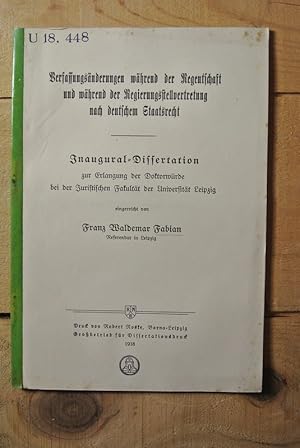 U 18. 448
Verfassungsänderungen während der Regentschaft
und während der Regierungsstellvertretung
nach deutschem Staatsrecht
Inaugural-Dissertation
zur Erlangung der Doktorwürde
bei der Juristischen Fakultät der Universität Leipzig
eingereicht von
Franz Waldemar Fabian
Referendar in Leipzig
Druck von Robert Noske, Borna-Leipzig
Großbetrieb für Dissertationsdruck
1918